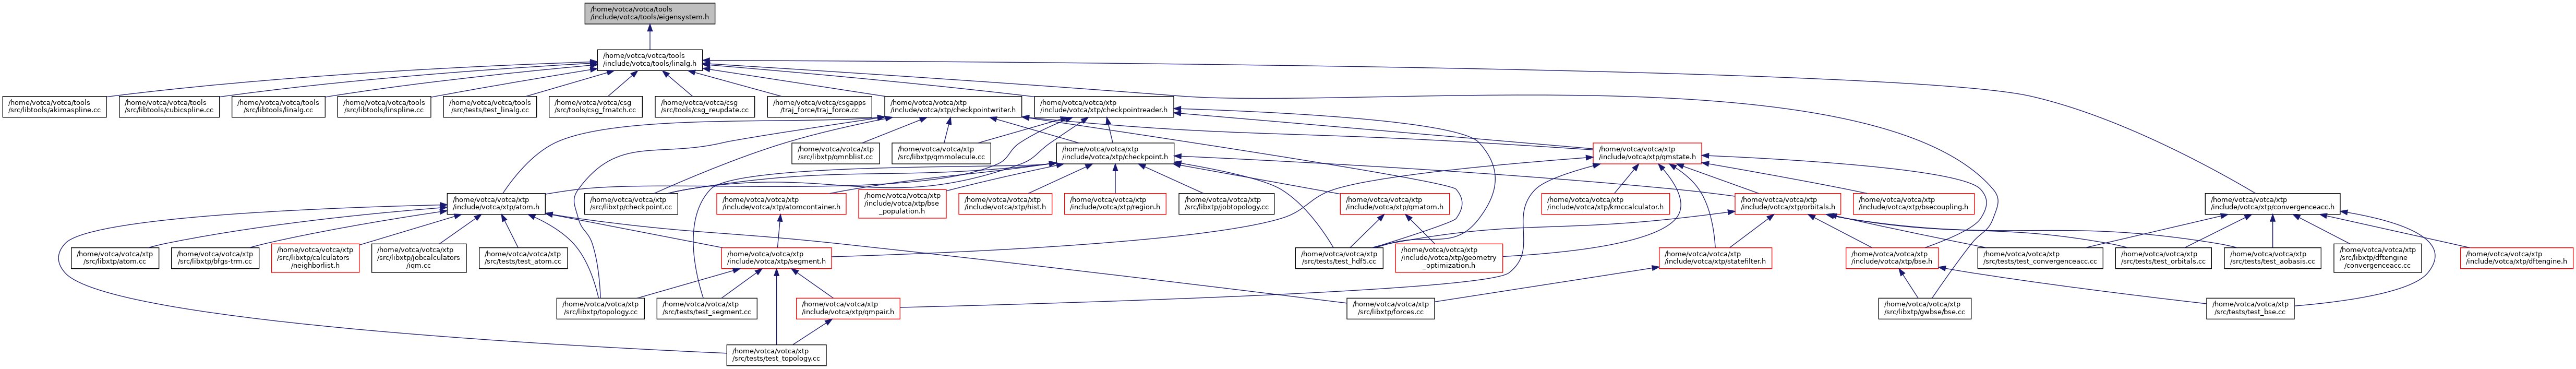 /home/votca/votca/tools
/include/votca/tools/eigensystem.h
/home/votca/votca/tools
/include/votca/tools/linalg.h
/home/votca/votca/tools
/src/libtools/akimaspline.cc
/home/votca/votca/tools
/src/libtools/cubicspline.cc
/home/votca/votca/tools
/src/libtools/linalg.cc
/home/votca/votca/tools
/src/libtools/linspline.cc
/home/votca/votca/tools
/src/tests/test_linalg.cc
/home/votca/votca/csg
/src/tools/csg_fmatch.cc
/home/votca/votca/csg
/src/tools/csg_reupdate.cc
/home/votca/votca/csgapps
/traj_force/traj_force.cc
/home/votca/votca/xtp
/include/votca/xtp/checkpointwriter.h
/home/votca/votca/xtp
/include/votca/xtp/checkpointreader.h
/home/votca/votca/xtp
/src/libxtp/qmnblist.cc
/home/votca/votca/xtp
/src/libxtp/qmmolecule.cc
/home/votca/votca/xtp
/include/votca/xtp/checkpoint.h
/home/votca/votca/xtp
/include/votca/xtp/qmstate.h
/home/votca/votca/xtp
/include/votca/xtp/atom.h
/home/votca/votca/xtp
/src/libxtp/checkpoint.cc
/home/votca/votca/xtp
/include/votca/xtp/atomcontainer.h
/home/votca/votca/xtp
/include/votca/xtp/bse
_population.h
/home/votca/votca/xtp
/include/votca/xtp/hist.h
/home/votca/votca/xtp
/include/votca/xtp/region.h
/home/votca/votca/xtp
/src/libxtp/jobtopology.cc
/home/votca/votca/xtp
/include/votca/xtp/qmatom.h
/home/votca/votca/xtp
/include/votca/xtp/kmccalculator.h
/home/votca/votca/xtp
/include/votca/xtp/orbitals.h
/home/votca/votca/xtp
/include/votca/xtp/bsecoupling.h
/home/votca/votca/xtp
/include/votca/xtp/convergenceacc.h
/home/votca/votca/xtp
/src/libxtp/atom.cc
/home/votca/votca/xtp
/src/libxtp/bfgs-trm.cc
/home/votca/votca/xtp
/src/libxtp/calculators
/neighborlist.h
/home/votca/votca/xtp
/src/libxtp/jobcalculators
/iqm.cc
/home/votca/votca/xtp
/src/tests/test_atom.cc
/home/votca/votca/xtp
/include/votca/xtp/segment.h
/home/votca/votca/xtp
/src/tests/test_hdf5.cc
/home/votca/votca/xtp
/include/votca/xtp/geometry
_optimization.h
/home/votca/votca/xtp
/include/votca/xtp/statefilter.h
/home/votca/votca/xtp
/include/votca/xtp/bse.h
/home/votca/votca/xtp
/src/tests/test_convergenceacc.cc
/home/votca/votca/xtp
/src/tests/test_orbitals.cc
/home/votca/votca/xtp
/src/tests/test_aobasis.cc
/home/votca/votca/xtp
/src/libxtp/dftengine
/convergenceacc.cc
/home/votca/votca/xtp
/include/votca/xtp/dftengine.h
/home/votca/votca/xtp
/src/libxtp/topology.cc
/home/votca/votca/xtp
/src/tests/test_segment.cc
/home/votca/votca/xtp
/include/votca/xtp/qmpair.h
/home/votca/votca/xtp
/src/libxtp/forces.cc
/home/votca/votca/xtp
/src/libxtp/gwbse/bse.cc
/home/votca/votca/xtp
/src/tests/test_bse.cc
/home/votca/votca/xtp
/src/tests/test_topology.cc